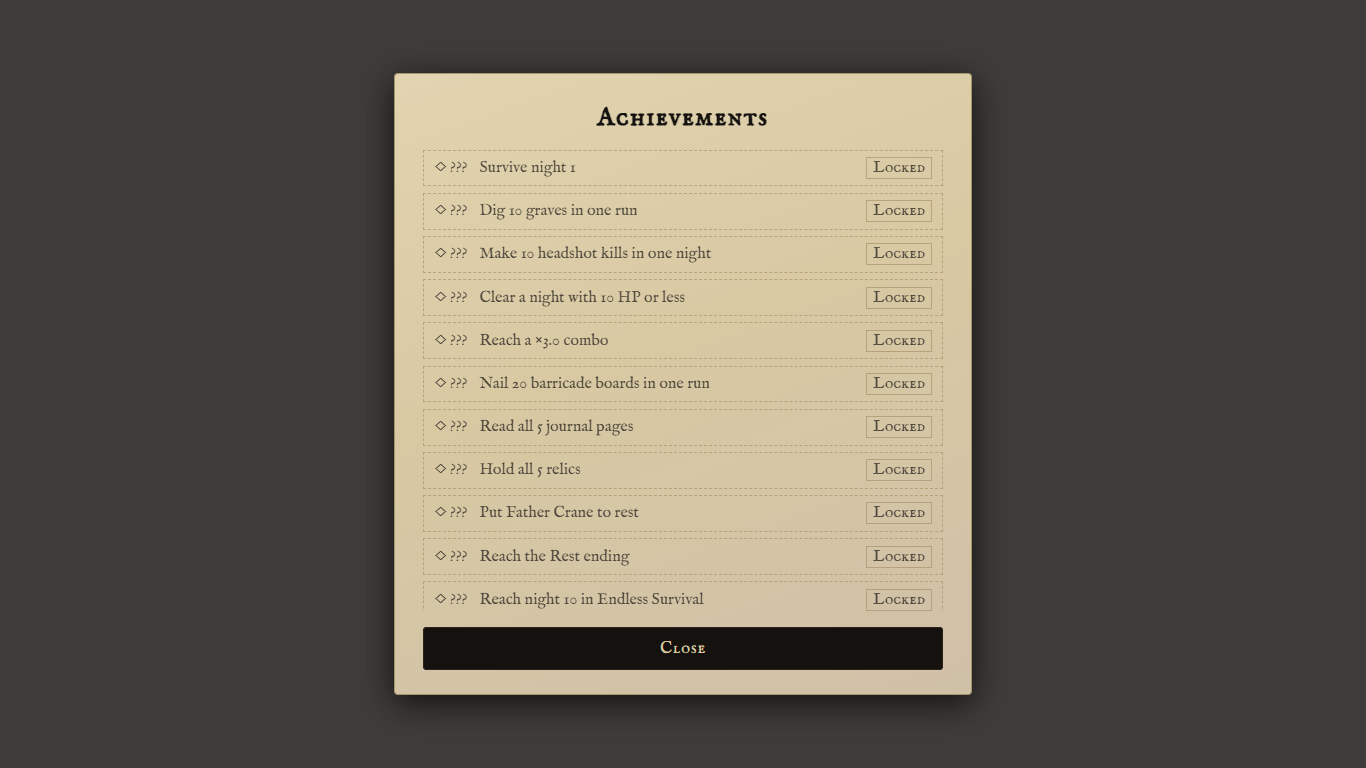 Achievements
◇ ??? Survive night 1 Locked
◇ ??? Dig 10 graves in one run Locked
◇ ??? Make 10 headshot kills in one night Locked
◇ ??? Clear a night with 10 HP or less Locked
◇ ??? Reach a ×3.0 combo Locked
◇ ??? Nail 20 barricade boards in one run Locked
◇ ??? Read all 5 journal pages Locked
◇ ??? Hold all 5 relics Locked
◇ ??? Put Father Crane to rest Locked
◇ ??? Reach the Rest ending Locked
◇ ??? Reach night 10 in Endless Survival Locked
Close